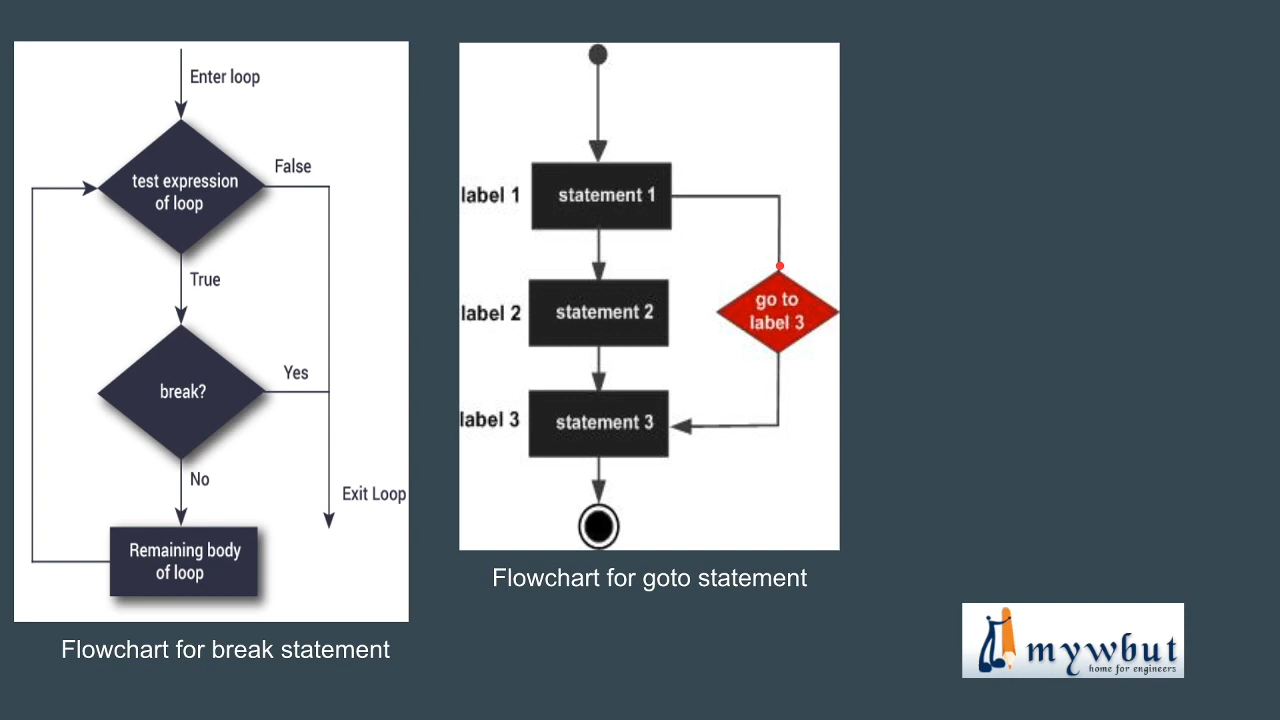 Enter loop
False
test expression
of loop
True
Yes
break?
No
Exit Loop
Remaining body
of loop
Flowchart for break statement
label 1
statement 1
go to
label 3
label 2
statement 2
label 3
statement 3
Flowchart for goto statement
mywbut
home for engineers